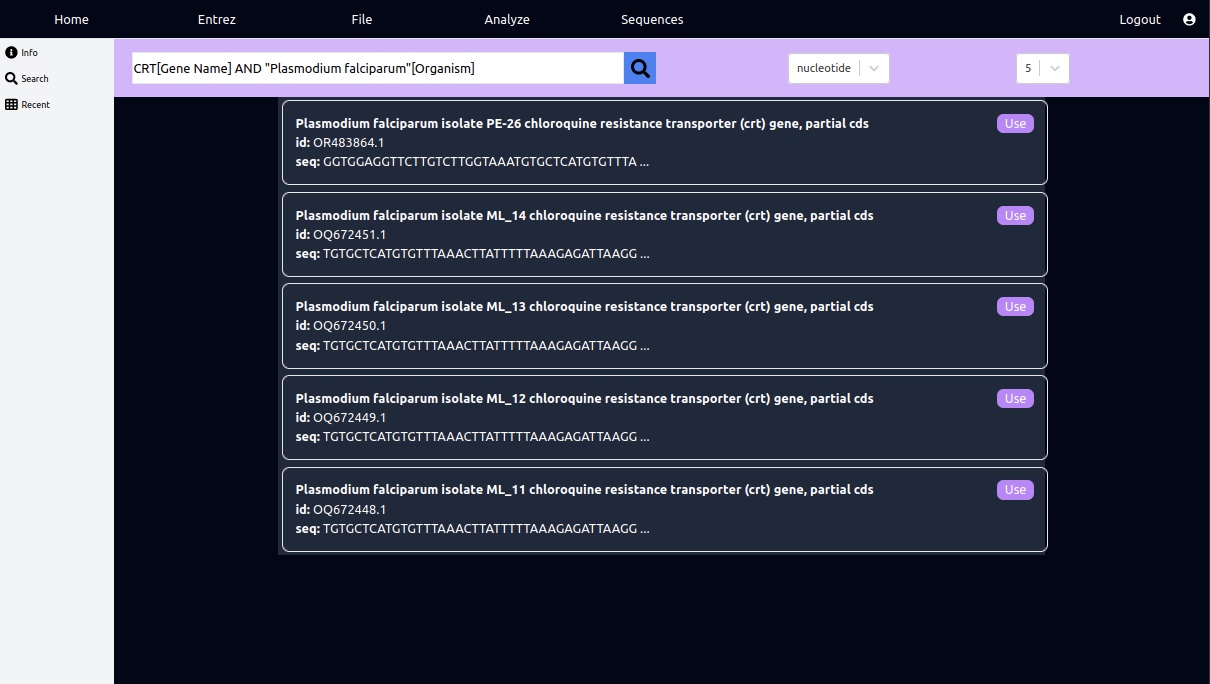 Home Entrez File Analyze Sequences Logout
Info
Search
Recent
CRT[Gene Name] AND "Plasmodium falciparum"[Organism] nucleotide 5
Plasmodium falciparum isolate PE-26 chloroquine resistance transporter (crt) gene, partial cds Use
id: OR483864.1
seq: GGTGGAGGTTCTTGTCTTGGTAAATGTGCTCATGTGTTTA ...
Plasmodium falciparum isolate ML_14 chloroquine resistance transporter (crt) gene, partial cds Use
id: OQ672451.1
seq: TGTGCTCATGTGTTTAAACTTATTTTTAAAGAGATTAAGG ...
Plasmodium falciparum isolate ML_13 chloroquine resistance transporter (crt) gene, partial cds Use
id: OQ672450.1
seq: TGTGCTCATGTGTTTAAACTTATTTTTAAAGAGATTAAGG ...
Plasmodium falciparum isolate ML_12 chloroquine resistance transporter (crt) gene, partial cds Use
id: OQ672449.1
seq: TGTGCTCATGTGTTTAAACTTATTTTTAAAGAGATTAAGG ...
Plasmodium falciparum isolate ML_11 chloroquine resistance transporter (crt) gene, partial cds Use
id: OQ672448.1
seq: TGTGCTCATGTGTTTAAACTTATTTTTAAAGAGATTAAGG ...